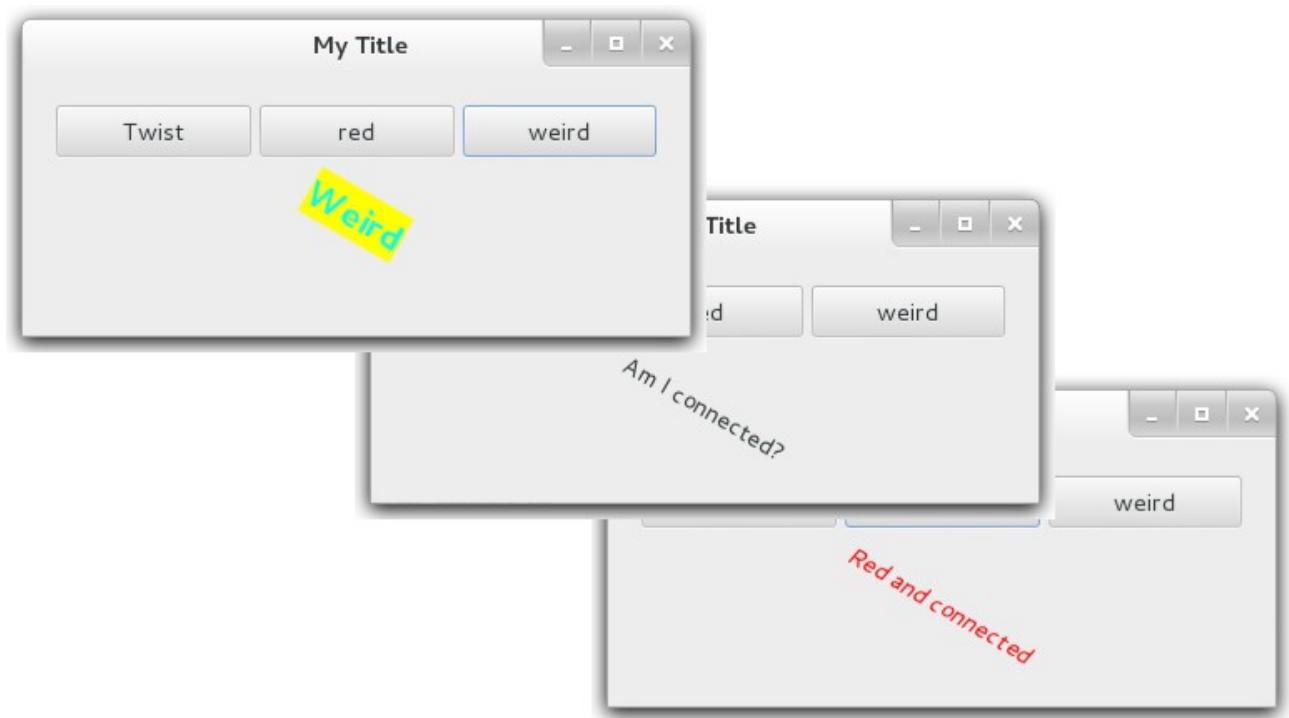 My Title
Twist red weird
Weird
Title
ed weird
Am I connected?
weird
Red and connected